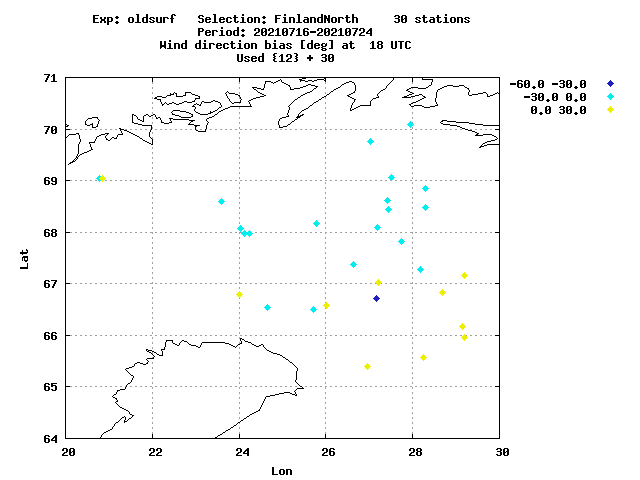 Exp: oldsurf   Selection: FinlandNorth     30 stations
Period: 20210716-20210724
Wind direction bias [deg] at  18 UTC
Used {12} + 30
-60.0 -30.0
-30.0 0.0
0.0 30.0
71
70
69
68
67
66
65
64
Lat
20 22 24 26 28 30
Lon